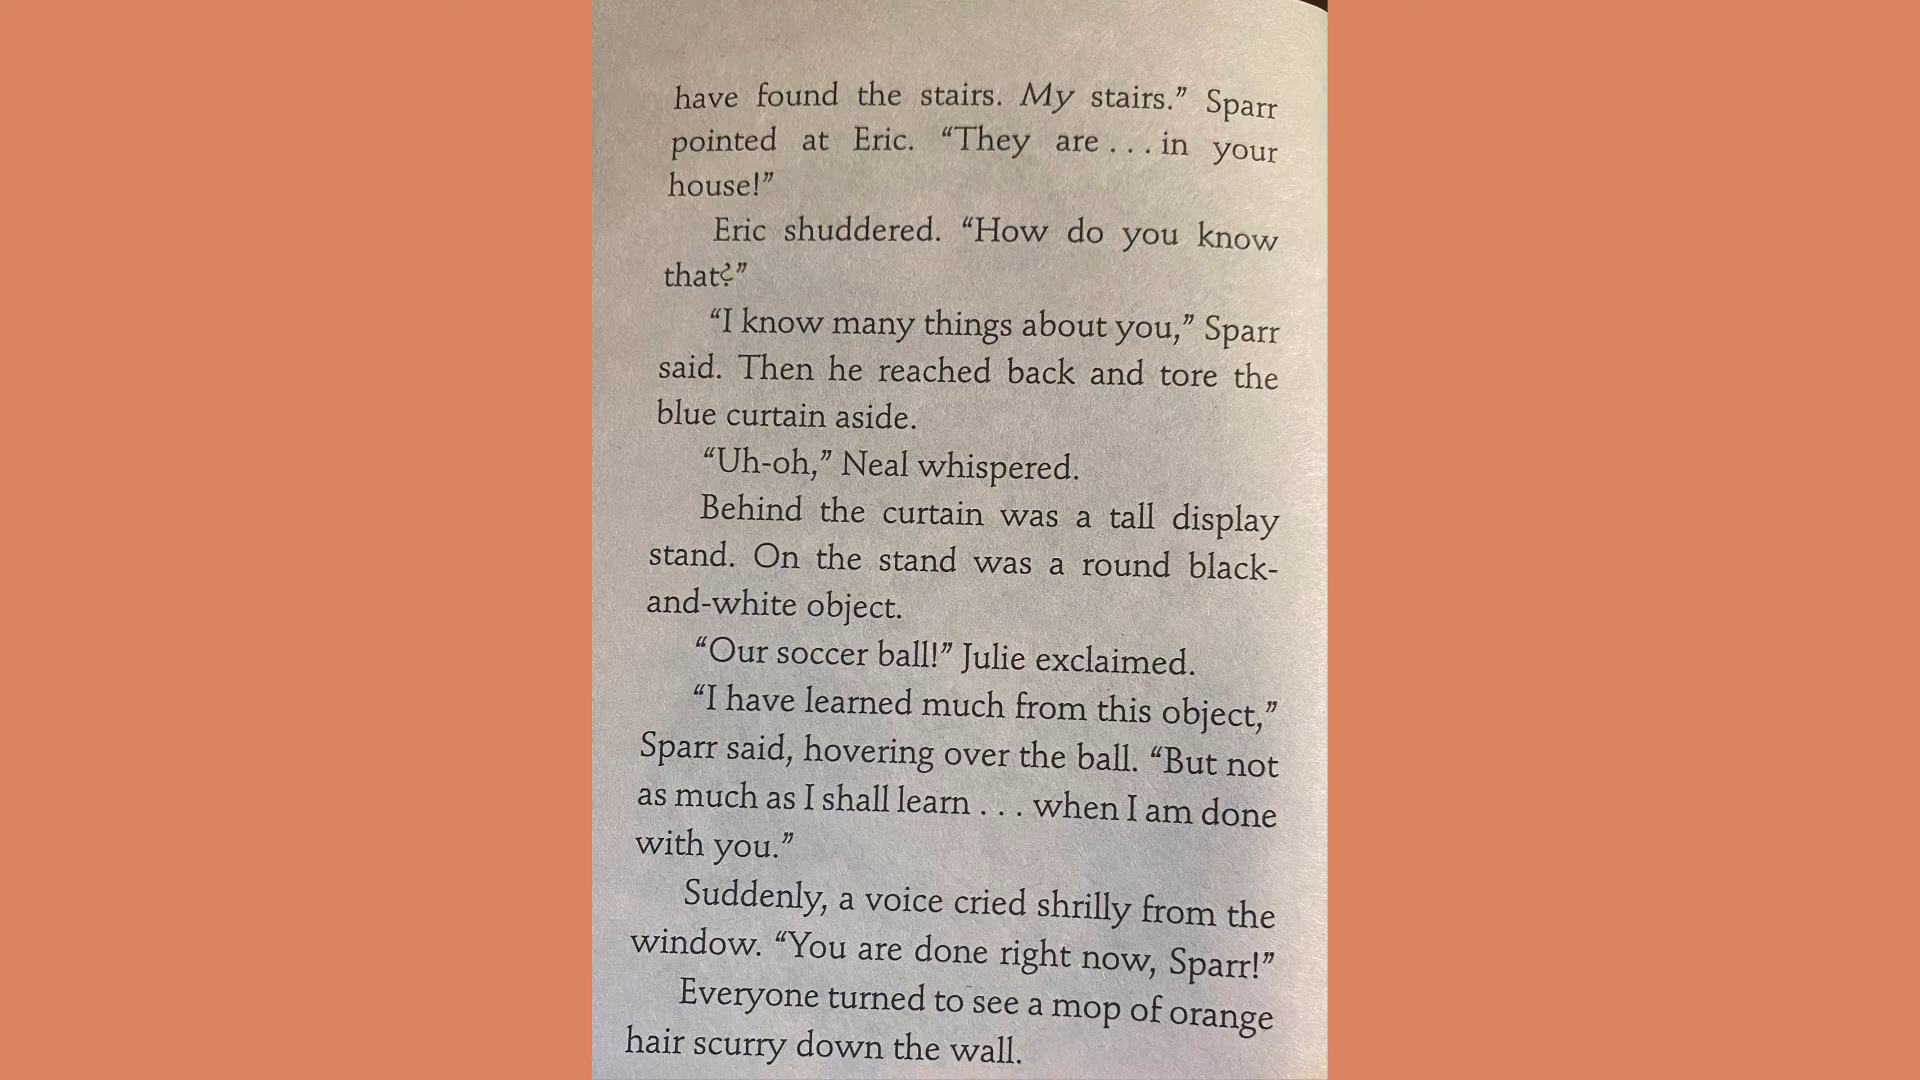 have found the stairs. My stairs.” Sparr
pointed at Eric. “They are . . . in your
house!”
Eric shuddered. “How do you know
that?”
“I know many things about you,” Sparr
said. Then he reached back and tore the
blue curtain aside.
“Uh-oh,” Neal whispered.
Behind the curtain was a tall display
stand. On the stand was a round black-
and-white object.
“Our soccer ball!” Julie exclaimed.
“I have learned much from this object,”
Sparr said, hovering over the ball. “But not
as much as I shall learn . . . when I am done
with you.”
Suddenly, a voice cried shrilly from the
window. “You are done right now, Sparr!”
Everyone turned to see a mop of orange
hair scurry down the wall.